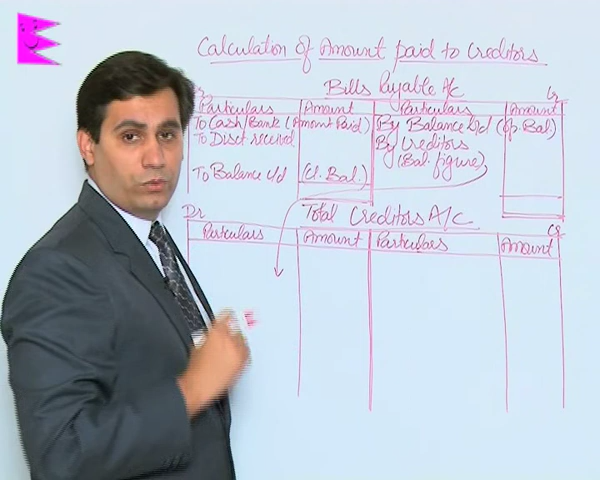 Calculation of Amount paid to Creditors
Bills Payable A/c
Cr
Particulars Amount Particulars Amount
To Cash/Bank (Amount Paid) By Balance b/d (Op. Bal)
To Disct received By Creditors
(Bal. figure)
To Balance c/d (Cl. Bal.)
Dr Total Creditors A/c Cr
Particulars Amount Particulars Amount